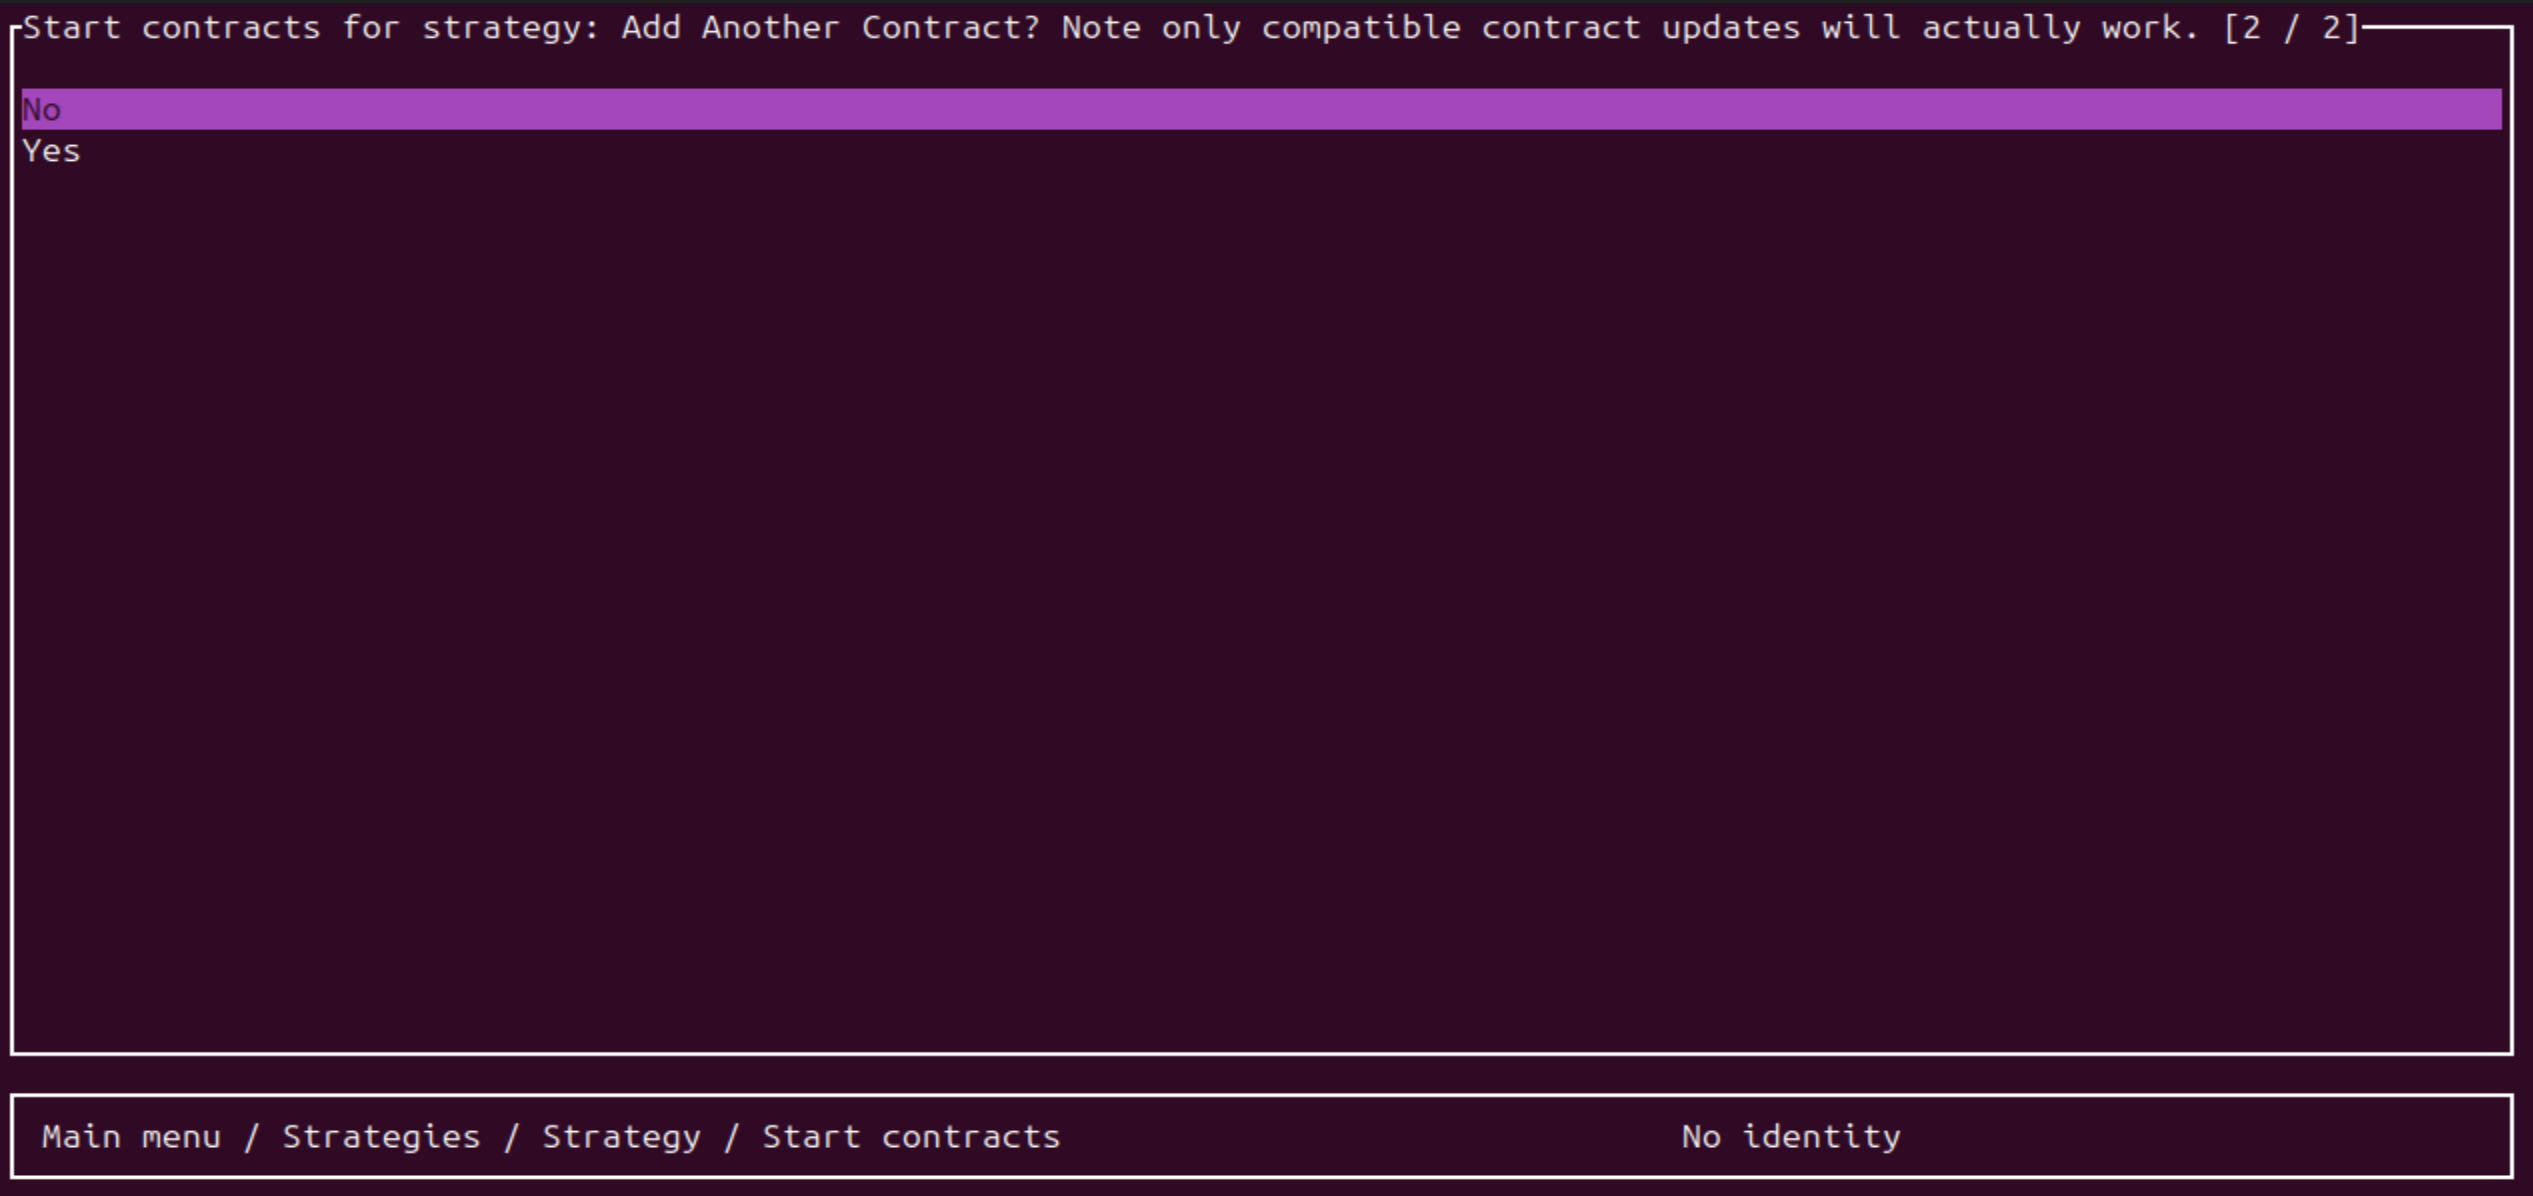 Start contracts for strategy: Add Another Contract? Note only compatible contract updates will actually work. [2 / 2]
No
Yes
Main menu / Strategies / Strategy / Start contracts No identity